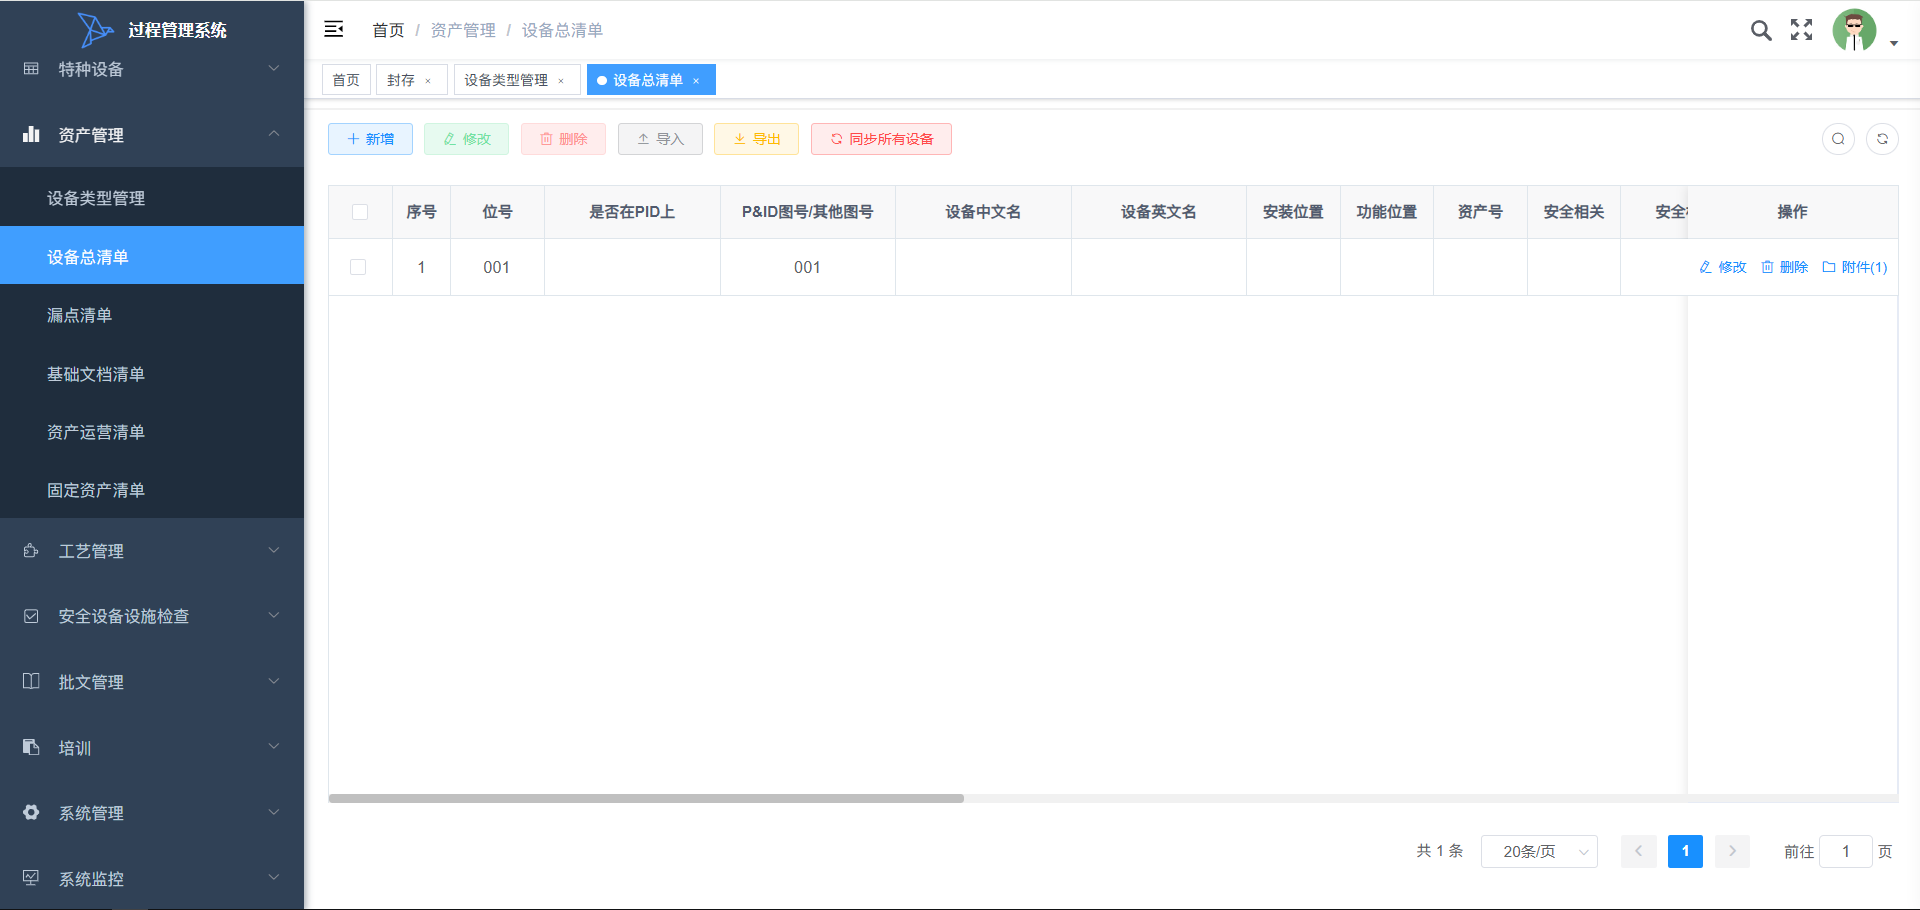 过程管理系统
特种设备
资产管理
设备类型管理
设备总清单
漏点清单
基础文档清单
资产运营清单
固定资产清单
工艺管理
安全设备设施检查
批文管理
培训
系统管理
系统监控
首页 / 资产管理 / 设备总清单
首页 封存 × 设备类型管理 × 设备总清单 ×
新增 修改 删除 导入 导出 同步所有设备
序号 位号 是否在PID上 P&ID图号/其他图号 设备中文名 设备英文名 安装位置 功能位置 资产号 安全相关 安全 操作
1 001 001 修改 删除 附件(1)
共 1 条 20条/页 1 前往 1 页